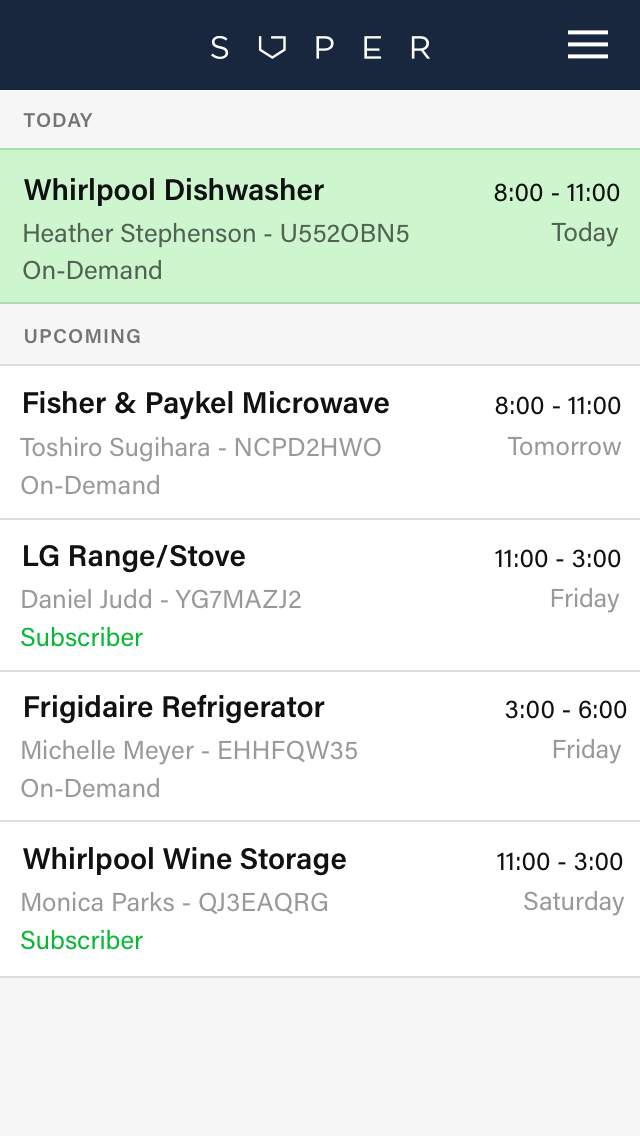 SUPER
TODAY
Whirlpool Dishwasher 8:00 - 11:00
Heather Stephenson - U552OBN5 Today
On-Demand
UPCOMING
Fisher & Paykel Microwave 8:00 - 11:00
Toshiro Sugihara - NCPD2HWO Tomorrow
On-Demand
LG Range/Stove 11:00 - 3:00
Daniel Judd - YG7MAZJ2 Friday
Subscriber
Frigidaire Refrigerator 3:00 - 6:00
Michelle Meyer - EHHFQW35 Friday
On-Demand
Whirlpool Wine Storage 11:00 - 3:00
Monica Parks - QJ3EAQRG Saturday
Subscriber